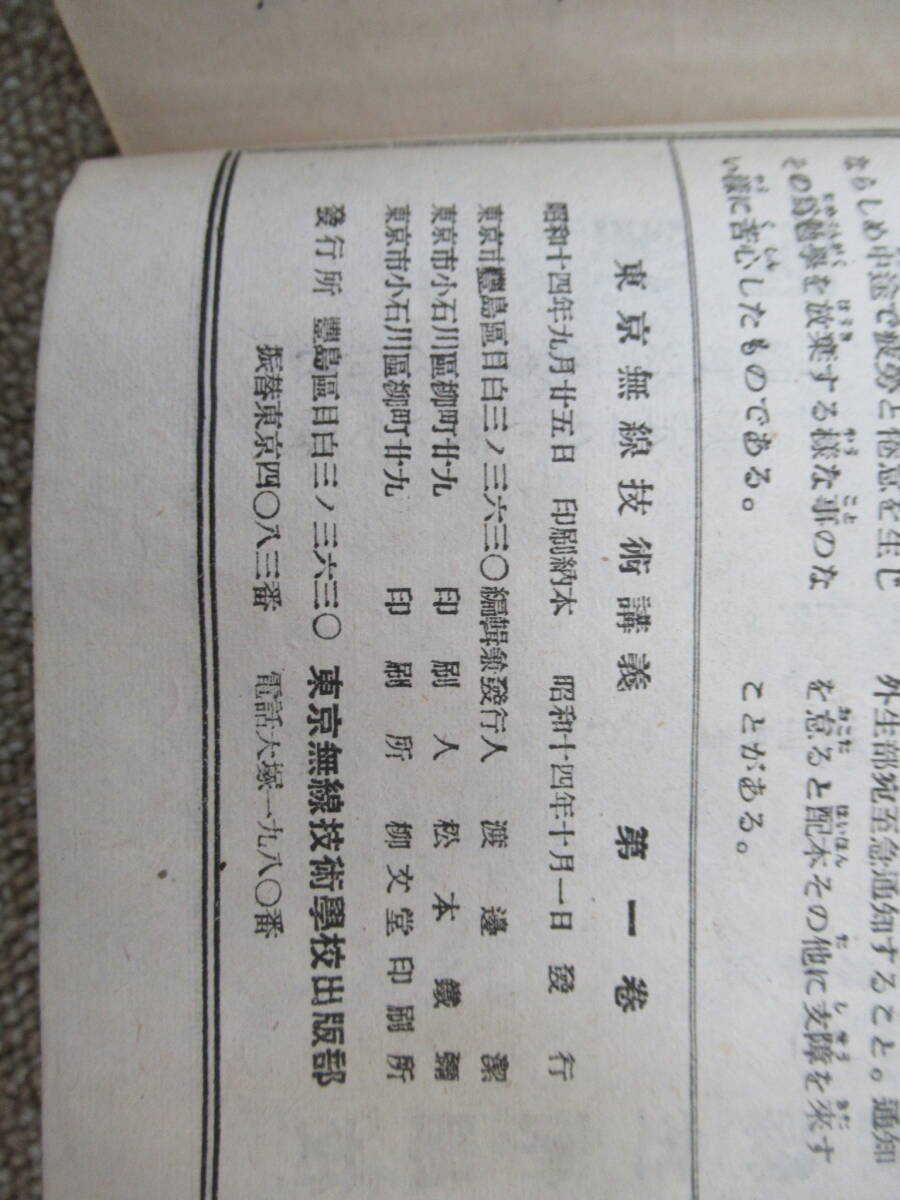 ならしめ中途で疲勞と倦怠を生じ
その爲勉學を放棄する樣な事のな
い樣に苦心したものである。
外生部宛至急通知すること。通知
を怠ると配本その他に支障を來す
ことがある。
東京無線技術講義 第一卷
昭和十四年九月廿五日 印刷納本 昭和十四年十月一日 發行
東京市豐島區目白三ノ三六三〇 編輯兼發行人 渡邊 潔
東京市小石川區柳町廿九 印刷人 松本鐵彌
東京市小石川區柳町廿九 印刷所 柳文堂印刷所
發行所 豐島區目白三ノ三六三〇 東京無線技術學校出版部
振替東京四〇八三番 電話大塚一九八〇番